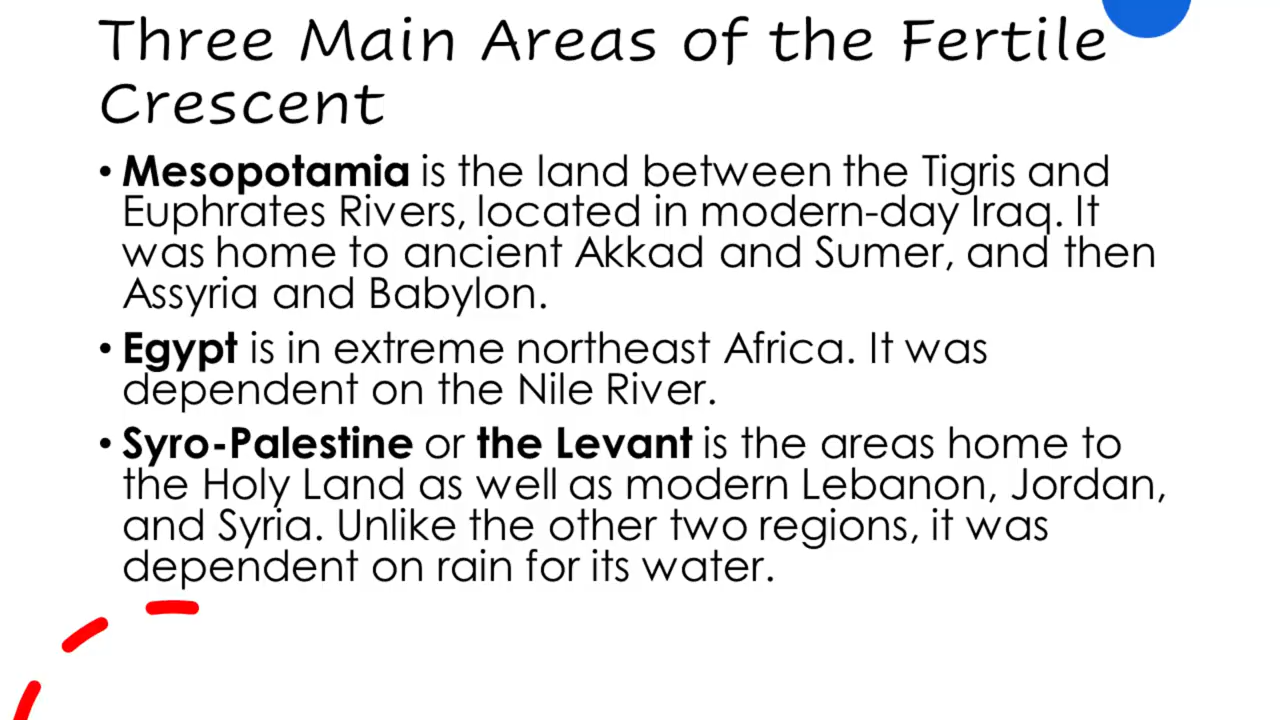 Three Main Areas of the Fertile
Crescent
• Mesopotamia is the land between the Tigris and
Euphrates Rivers, located in modern-day Iraq. It
was home to ancient Akkad and Sumer, and then
Assyria and Babylon.
• Egypt is in extreme northeast Africa. It was
dependent on the Nile River.
• Syro-Palestine or the Levant is the areas home to
the Holy Land as well as modern Lebanon, Jordan,
and Syria. Unlike the other two regions, it was
dependent on rain for its water.